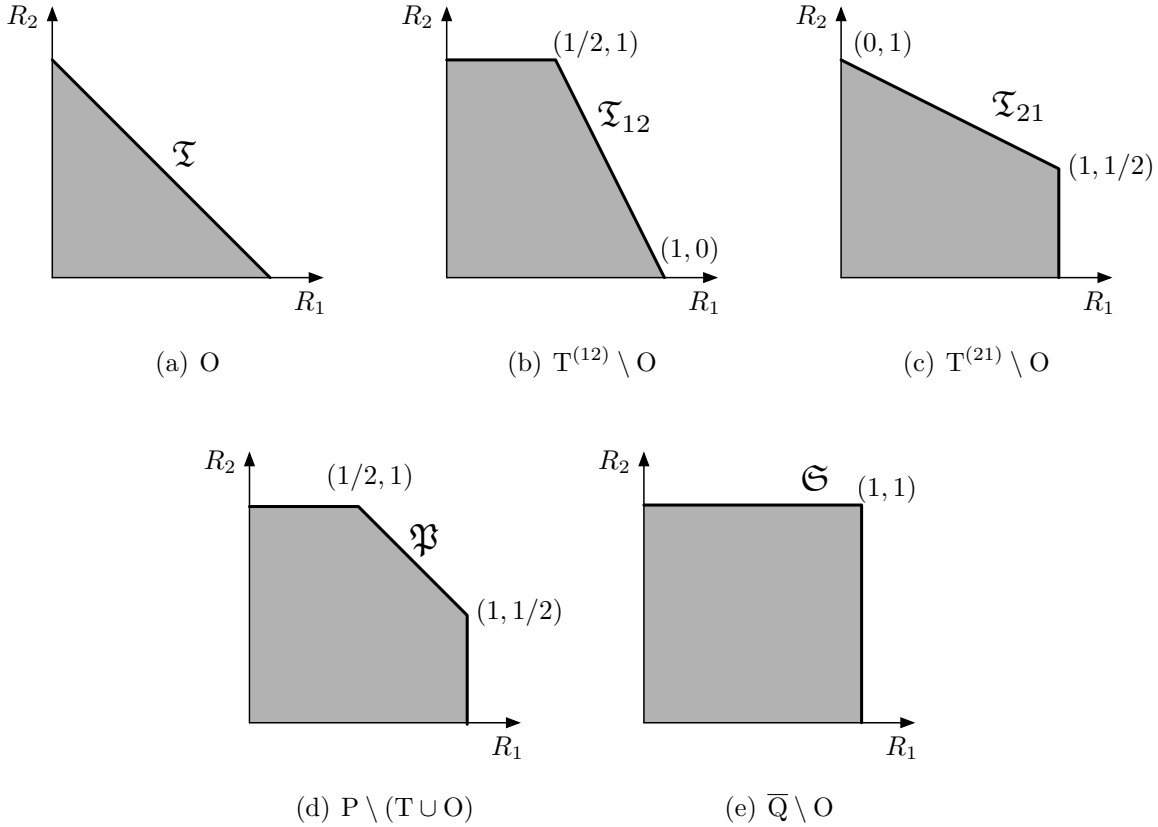 R₂
𝔗
R₁
(a) O
R₂
(1/2, 1)
𝔗₁₂
(1, 0)
R₁
(b) T⁽¹²⁾ \ O
R₂
(0, 1)
𝔗₂₁
(1, 1/2)
R₁
(c) T⁽²¹⁾ \ O
R₂
(1/2, 1)
𝔓
(1, 1/2)
R₁
(d) P \ (T ∪ O)
R₂
𝔖
(1, 1)
R₁
(e) Q̅ \ O